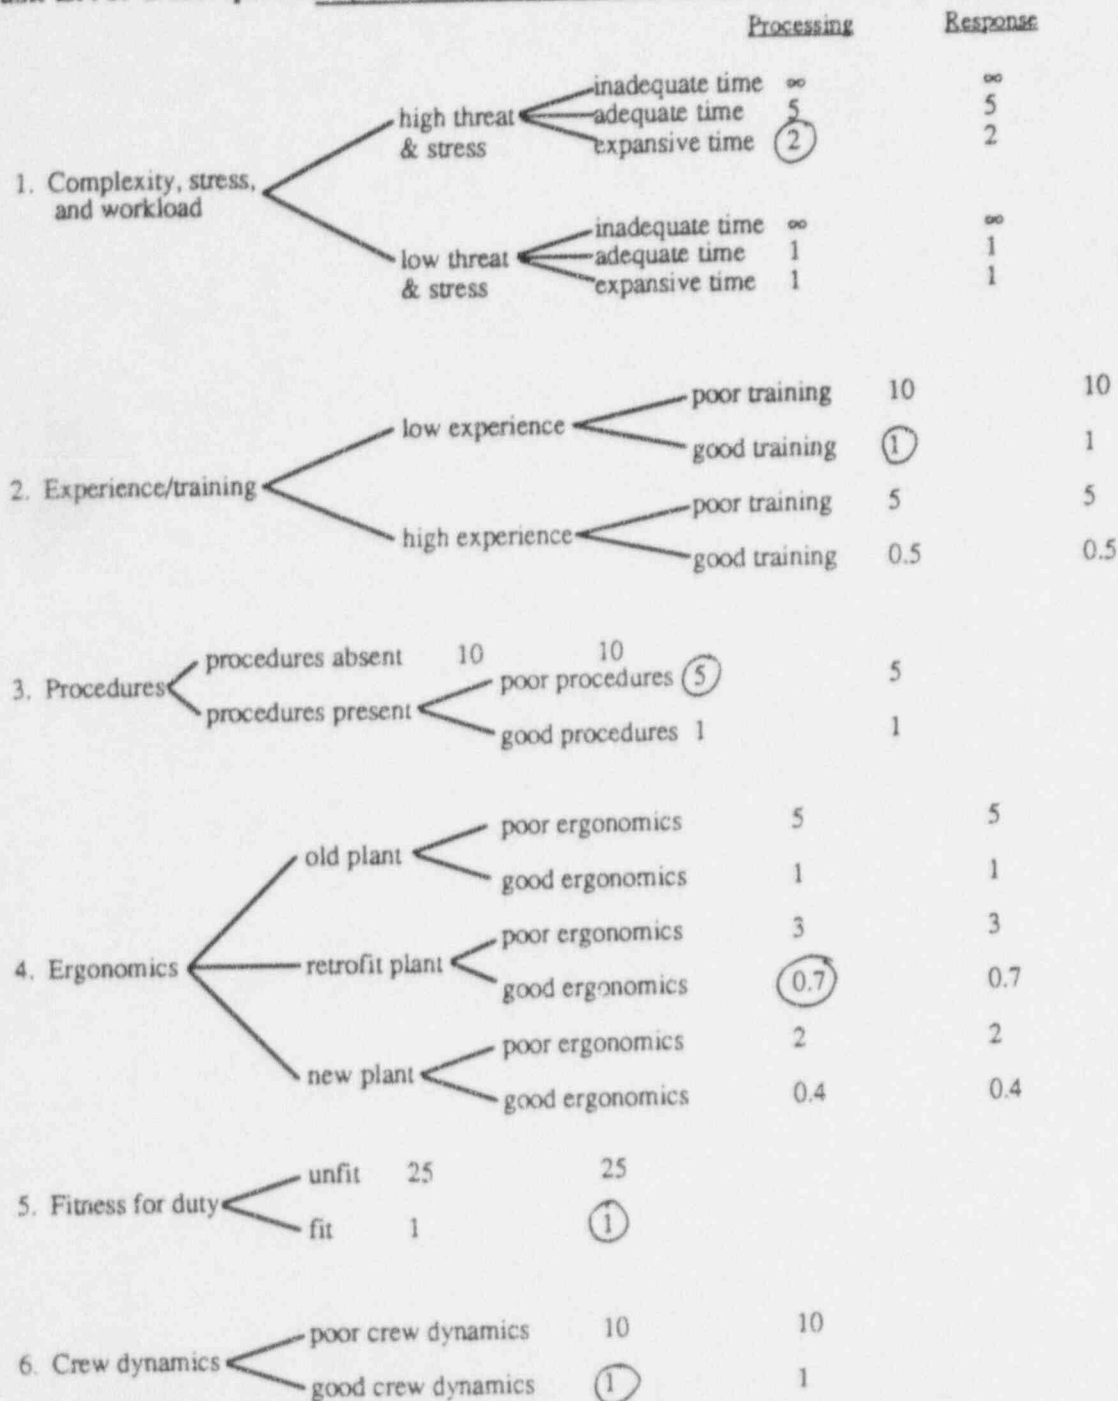 Processing Response
inadequate time ∞ ∞
high threat adequate time 5 5
& stress expansive time 2 2
1. Complexity, stress,
and workload
inadequate time ∞ ∞
low threat adequate time 1 1
& stress expansive time 1 1
poor training 10 10
low experience
good training 1 1
2. Experience/training
poor training 5 5
high experience
good training 0.5 0.5
procedures absent 10 10
3. Procedures poor procedures 5 5
procedures present
good procedures 1 1
poor ergonomics 5 5
old plant
good ergonomics 1 1
poor ergonomics 3 3
4. Ergonomics retrofit plant
good ergonomics 0.7 0.7
poor ergonomics 2 2
new plant
good ergonomics 0.4 0.4
unfit 25 25
5. Fitness for duty
fit 1 1
poor crew dynamics 10 10
6. Crew dynamics
good crew dynamics 1 1